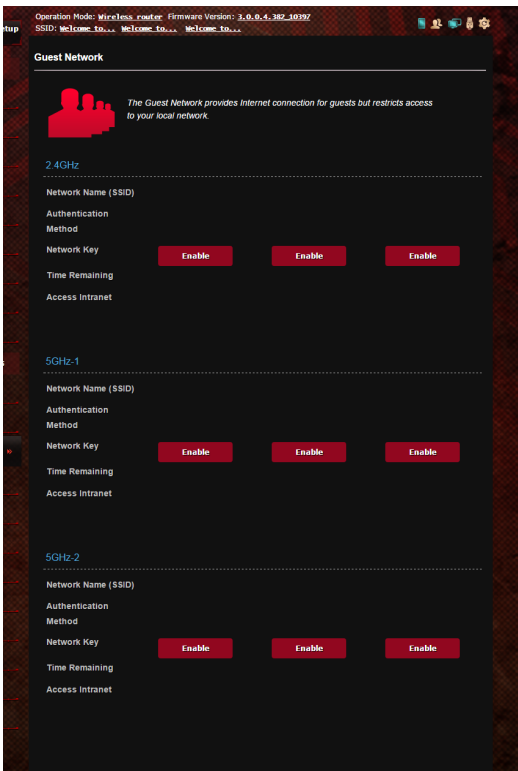 Operation Mode: Wireless router Firmware Version: 3.0.0.4.382_10397
SSID: Welcome to... Welcome to... Welcome to...
etup
Guest Network
The Guest Network provides Internet connection for guests but restricts access
to your local network.
2.4GHz
Network Name (SSID)
Authentication
Method
Network Key Enable Enable Enable
Time Remaining
Access Intranet
5GHz-1
s
Network Name (SSID)
Authentication
Method
Network Key Enable Enable Enable
Time Remaining
Access Intranet
5GHz-2
Network Name (SSID)
Authentication
Method
Network Key Enable Enable Enable
Time Remaining
Access Intranet